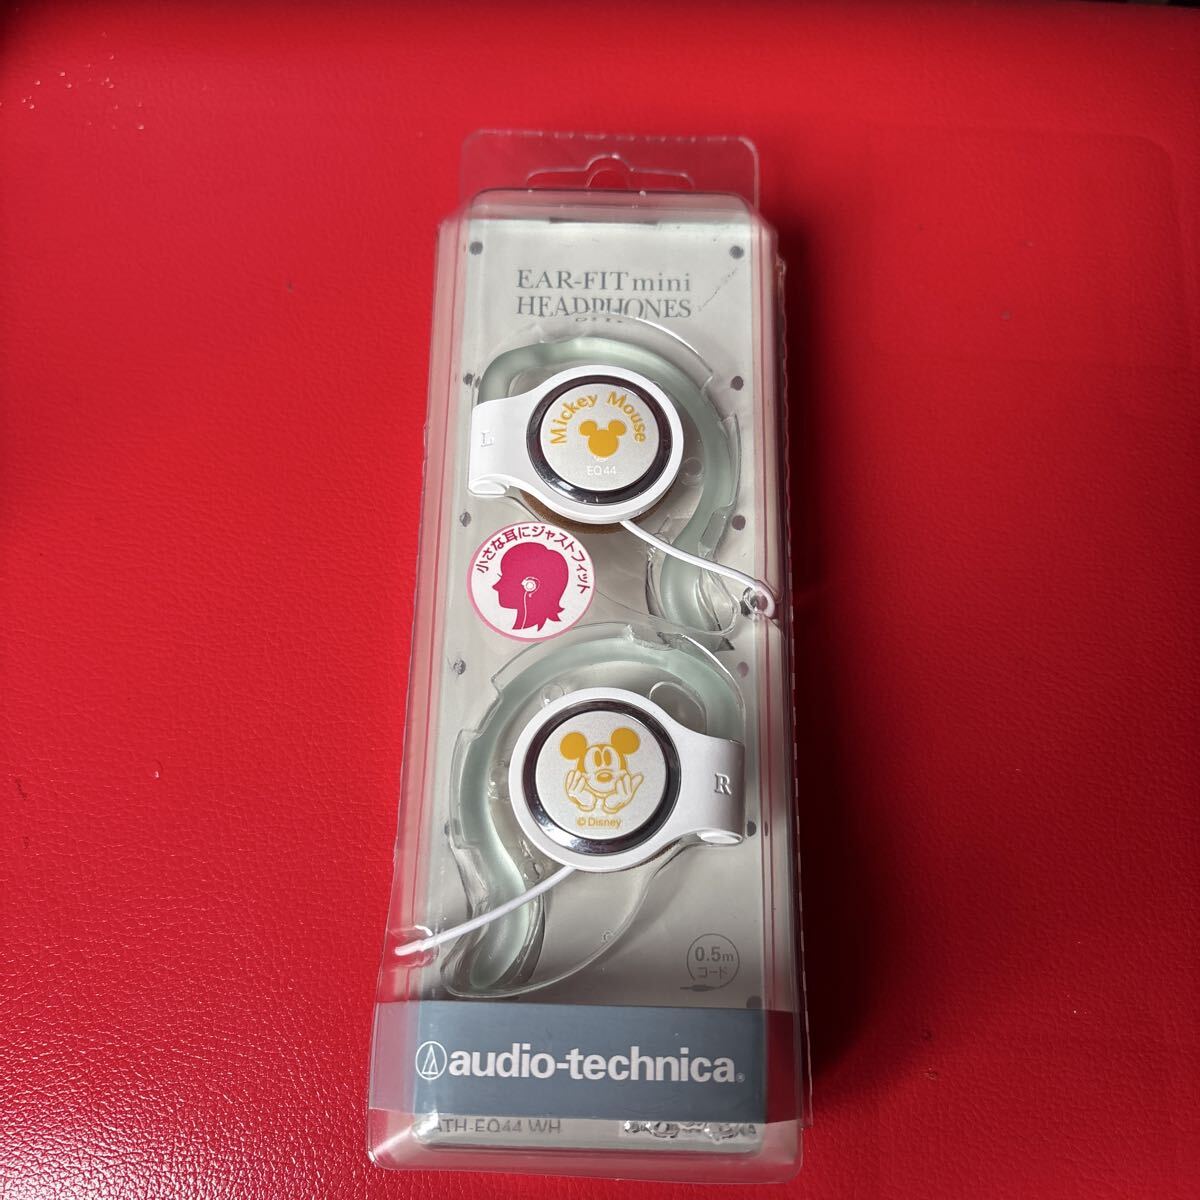 EAR-FIT mini
HEADPHONES
Mickey Mouse
L
EQ44
小さな耳にジャストフィット
R
©Disney
0.5m
コード
audio-technica®
ATH-EQ44 WH